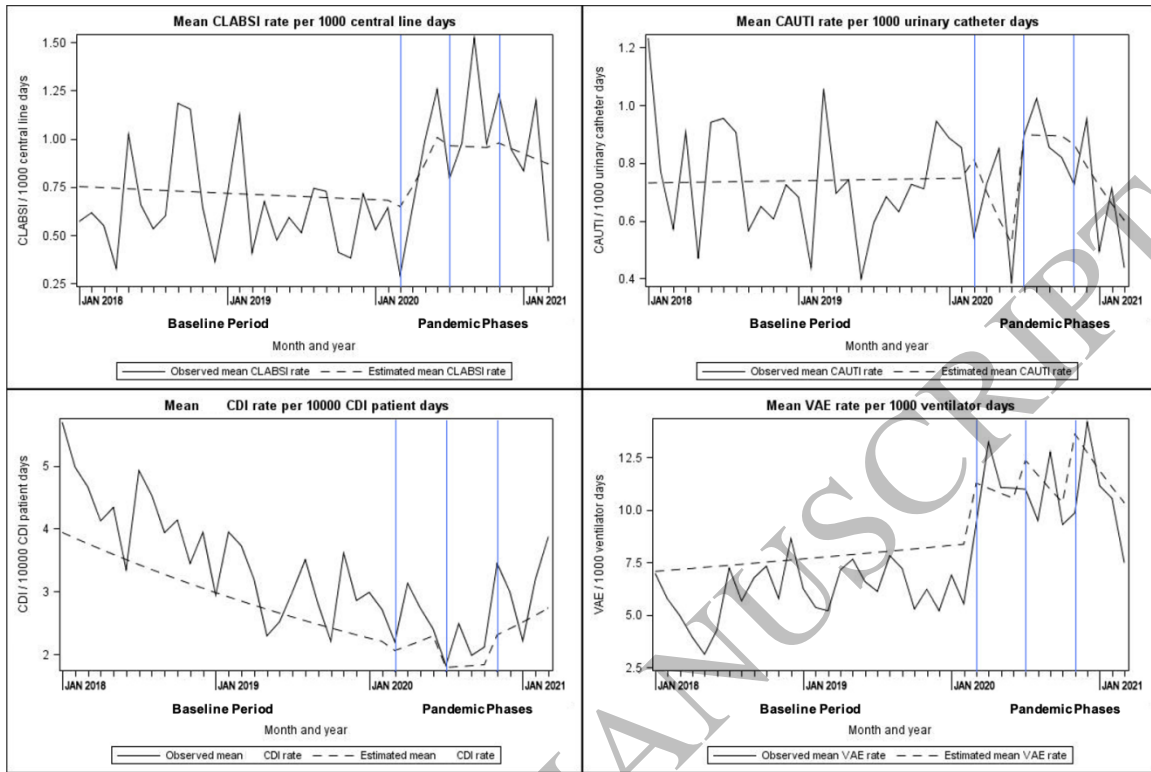 Mean CLABSI rate per 1000 central line days
CLABSI / 1000 central line days
1.50
1.25
1.00
0.75
0.50
0.25
JAN 2018
JAN 2019
JAN 2020
JAN 2021
Baseline Period
Pandemic Phases
Month and year
Observed mean CLABSI rate
Estimated mean CLABSI rate
Mean CAUTI rate per 1000 urinary catheter days
CAUTI / 1000 urinary catheter days
1.2
1.0
0.8
0.6
0.4
JAN 2018
JAN 2019
JAN 2020
JAN 2021
Baseline Period
Pandemic Phases
Month and year
Observed mean CAUTI rate
Estimated mean CAUTI rate
Mean CDI rate per 10000 CDI patient days
CDI / 10000 CDI patient days
5
4
3
2
JAN 2018
JAN 2019
JAN 2020
JAN 2021
Baseline Period
Pandemic Phases
Month and year
Observed mean CDI rate
Estimated mean CDI rate
Mean VAE rate per 1000 ventilator days
VAE / 1000 ventilator days
12.5
10.0
7.5
5.0
2.5
JAN 2018
JAN 2019
JAN 2020
JAN 2021
Baseline Period
Pandemic Phases
Month and year
Observed mean VAE rate
Estimated mean VAE rate
MANUSCRIPT